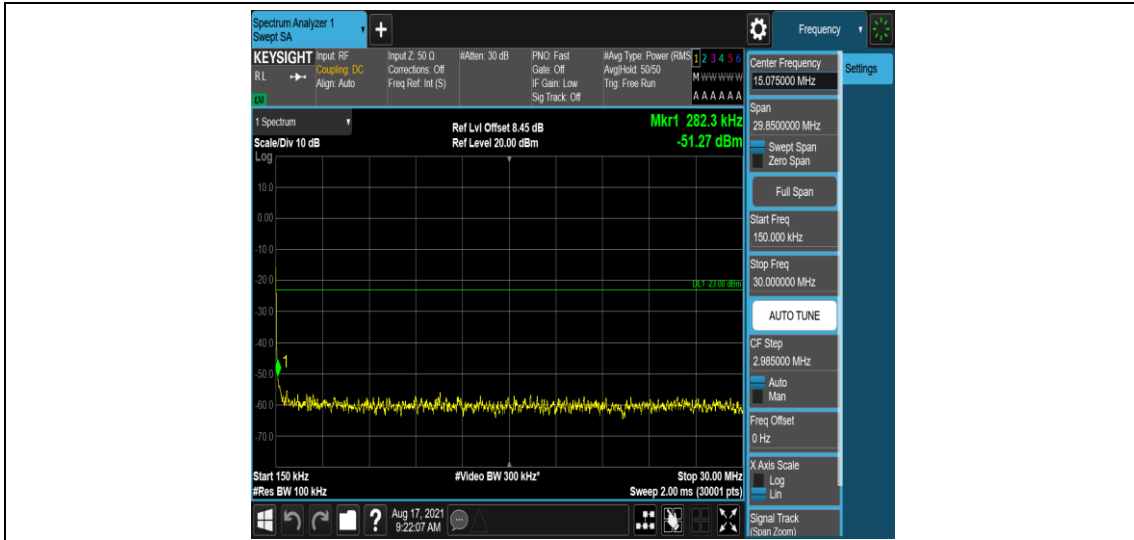 Spectrum Analyzer 1
Swept SA
Frequency
KEYSIGHT
Input: RF
Coupling: DC
Align: Auto
Input Z: 50 Ω
Corrections: Off
Freq Ref: Int (S)
#Atten: 30 dB
PNO: Fast
Gate: Off
IF Gain: Low
Sig Track: Off
#Avg Type: Power (RMS
Avg|Hold: 50/50
Trig: Free Run
1 2 3 4 5 6
M W W W W W
A A A A A A
R L
1 Spectrum
Scale/Div 10 dB
Ref Lvl Offset 8.45 dB
Ref Level 20.00 dBm
Mkr1 282.3 kHz
-51.27 dBm
Log
10.0
0.00
-10.0
-20.0
-30.0
-40.0
-50.0
-60.0
-70.0
DL1 -23.00 dBm
1
Start 150 kHz
#Res BW 100 kHz
#Video BW 300 kHz*
Stop 30.00 MHz
Sweep 2.00 ms (30001 pts)
Center Frequency
15.075000 MHz
Settings
Span
29.8500000 MHz
Swept Span
Zero Span
Full Span
Start Freq
150.000 kHz
Stop Freq
30.000000 MHz
AUTO TUNE
CF Step
2.985000 MHz
Auto
Man
Freq Offset
0 Hz
X Axis Scale
Log
Lin
Signal Track
(Span Zoom)
?
Aug 17, 2021
9:22:07 AM